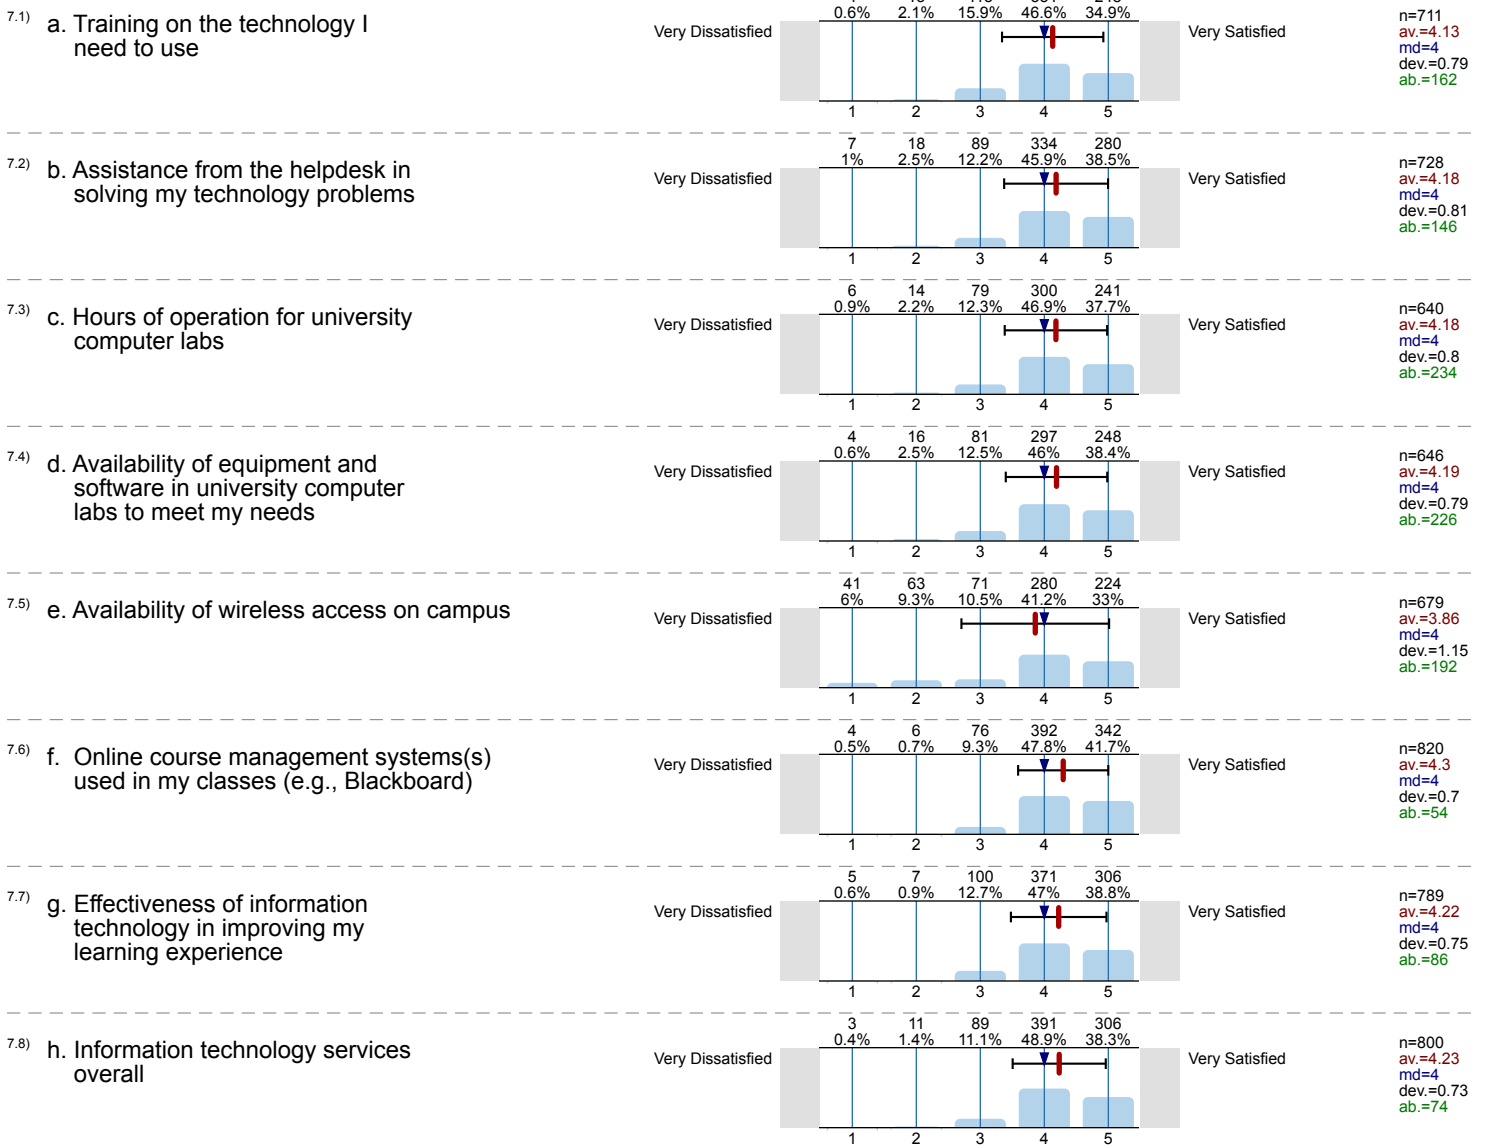 0.6% 2.1% 15.9% 46.6% 34.9%
7.1) a. Training on the technology I
need to use
Very Dissatisfied
Very Satisfied
n=711
av.=4.13
md=4
dev.=0.79
ab.=162
1 2 3 4 5
7 18 89 334 280
1% 2.5% 12.2% 45.9% 38.5%
7.2) b. Assistance from the helpdesk in
solving my technology problems
Very Dissatisfied
Very Satisfied
n=728
av.=4.18
md=4
dev.=0.81
ab.=146
1 2 3 4 5
6 14 79 300 241
0.9% 2.2% 12.3% 46.9% 37.7%
7.3) c. Hours of operation for university
computer labs
Very Dissatisfied
Very Satisfied
n=640
av.=4.18
md=4
dev.=0.8
ab.=234
1 2 3 4 5
4 16 81 297 248
0.6% 2.5% 12.5% 46% 38.4%
7.4) d. Availability of equipment and
software in university computer
labs to meet my needs
Very Dissatisfied
Very Satisfied
n=646
av.=4.19
md=4
dev.=0.79
ab.=226
1 2 3 4 5
41 63 71 280 224
6% 9.3% 10.5% 41.2% 33%
7.5) e. Availability of wireless access on campus
Very Dissatisfied
Very Satisfied
n=679
av.=3.86
md=4
dev.=1.15
ab.=192
1 2 3 4 5
4 6 76 392 342
0.5% 0.7% 9.3% 47.8% 41.7%
7.6) f. Online course management systems(s)
used in my classes (e.g., Blackboard)
Very Dissatisfied
Very Satisfied
n=820
av.=4.3
md=4
dev.=0.7
ab.=54
1 2 3 4 5
5 7 100 371 306
0.6% 0.9% 12.7% 47% 38.8%
7.7) g. Effectiveness of information
technology in improving my
learning experience
Very Dissatisfied
Very Satisfied
n=789
av.=4.22
md=4
dev.=0.75
ab.=86
1 2 3 4 5
3 11 89 391 306
0.4% 1.4% 11.1% 48.9% 38.3%
7.8) h. Information technology services
overall
Very Dissatisfied
Very Satisfied
n=800
av.=4.23
md=4
dev.=0.73
ab.=74
1 2 3 4 5